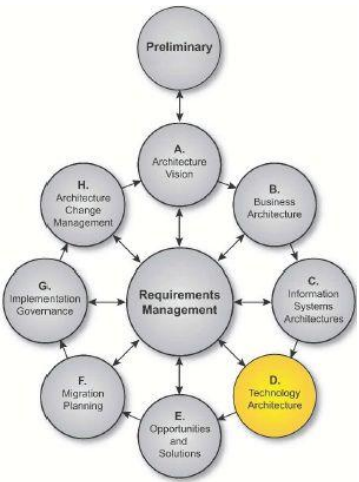 Preliminary
A.
Architecture
Vision
H.
Architecture
Change
Management
B.
Business
Architecture
G.
Implementation
Governance
Requirements
Management
C.
Information
Systems
Architectures
F.
Migration
Planning
D.
Technology
Architecture
E.
Opportunities
and
Solutions